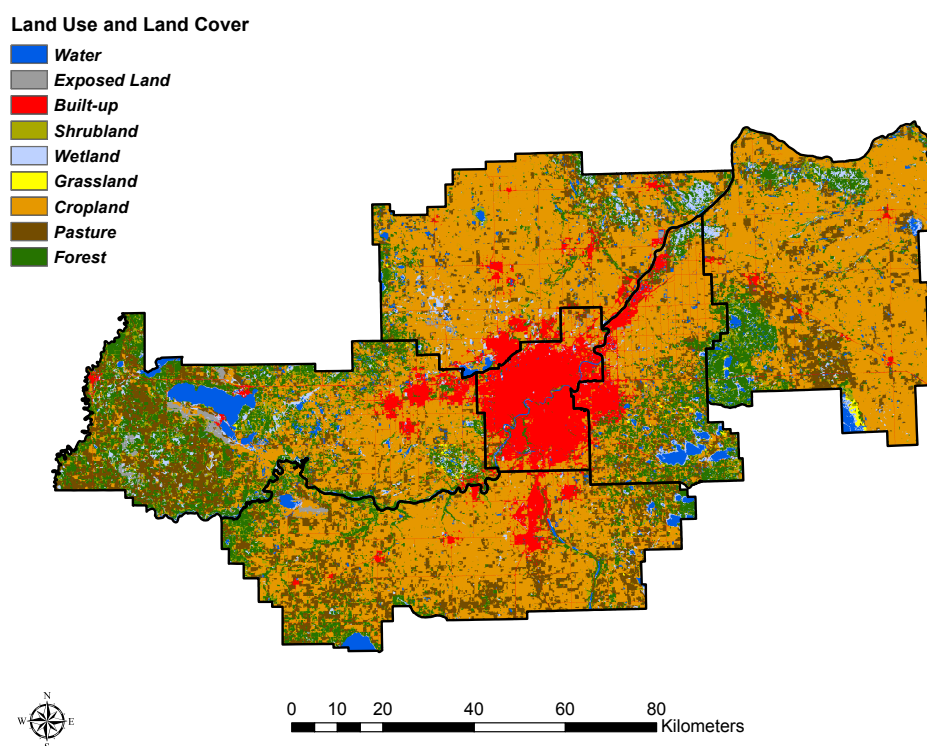 Land Use and Land Cover
Water
Exposed Land
Built-up
Shrubland
Wetland
Grassland
Cropland
Pasture
Forest
N
W E
S
0 10 20 40 60 80
Kilometers